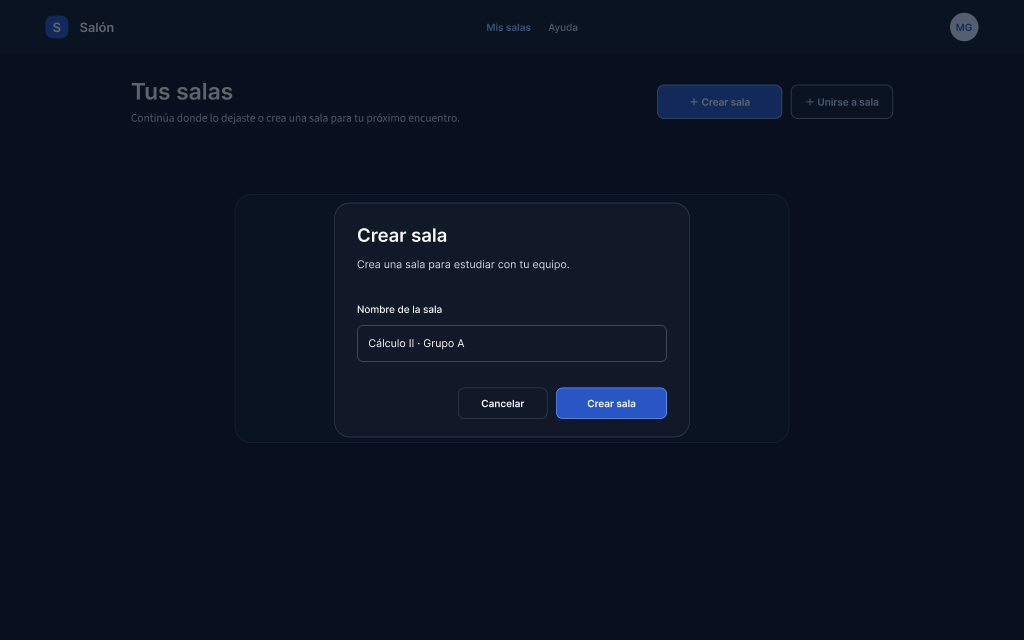 S Salón
Mis salas Ayuda
MG
Tus salas
Continúa donde lo dejaste o crea una sala para tu próximo encuentro.
+ Crear sala
+ Unirse a sala
Crear sala
Crea una sala para estudiar con tu equipo.
Nombre de la sala
Cálculo II · Grupo A
Cancelar
Crear sala